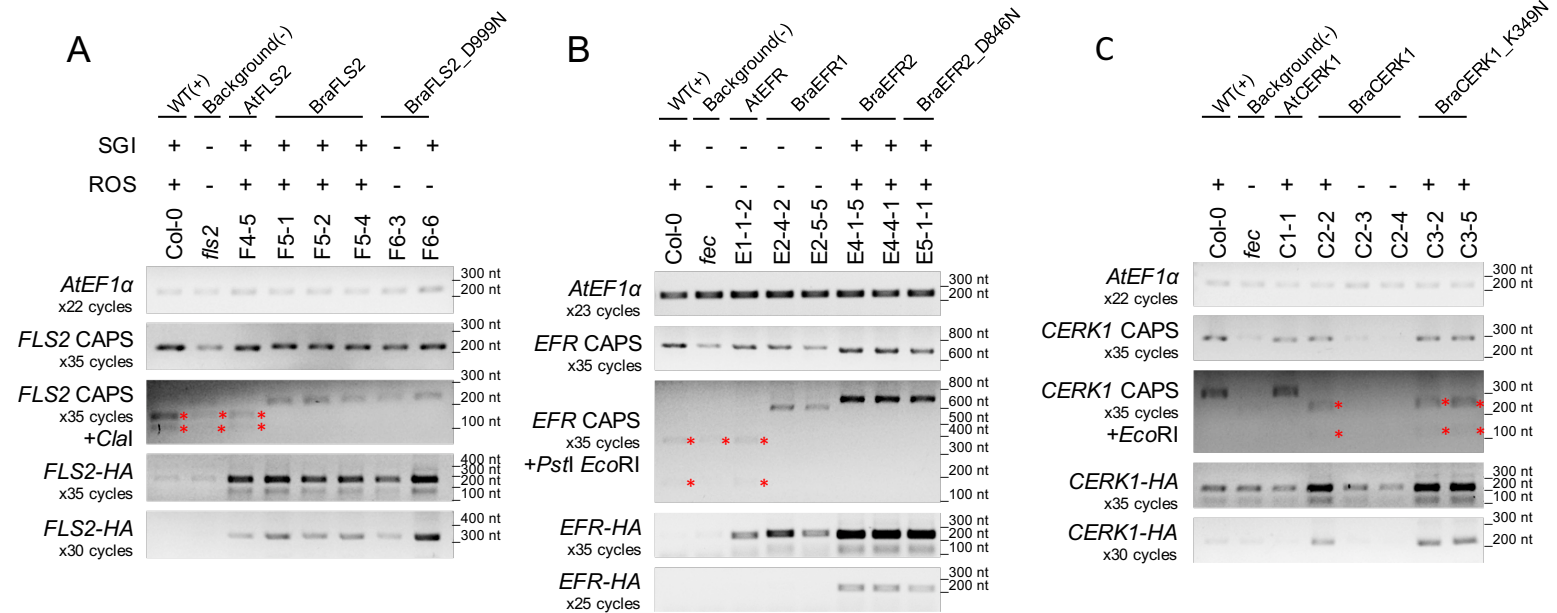 A
WT(+) Background(-) AtFLS2 BraFLS2 BraFLS2_D999N
SGI + - + + + + - +
ROS + - + + + + - -
Col-0 fls2 F4-5 F5-1 F5-2 F5-4 F6-3 F6-6
AtEF1α 300 nt
x22 cycles 200 nt
FLS2 CAPS 300 nt
x35 cycles 200 nt
FLS2 CAPS 300 nt
x35 cycles 200 nt
+ClaI 100 nt
* * *
* * *
FLS2-HA 400 nt
300 nt
x35 cycles 200 nt
100 nt
FLS2-HA 400 nt
x30 cycles 300 nt
B
WT(+) Background(-) AtEFR BraEFR1 BraEFR2 BraEFR2_D846N
+ - - - - + + +
+ - - - - + + +
Col-0 fec E1-1-2 E2-4-2 E2-5-5 E4-1-5 E4-4-1 E5-1-1
AtEF1α 300 nt
x23 cycles 200 nt
EFR CAPS 800 nt
x35 cycles 600 nt
EFR CAPS 800 nt
x35 cycles 600 nt
+PstI EcoRI 500 nt
400 nt
300 nt
200 nt
100 nt
* * *
* *
EFR-HA 300 nt
x35 cycles 200 nt
100 nt
EFR-HA 300 nt
x25 cycles 200 nt
C
WT(+) Background(-) AtCERK1 BraCERK1 BraCERK1_K349N
+ - + + - - + +
Col-0 fec C1-1 C2-2 C2-3 C2-4 C3-2 C3-5
AtEF1α 300 nt
x22 cycles 200 nt
CERK1 CAPS 300 nt
x35 cycles 200 nt
CERK1 CAPS 300 nt
x35 cycles 200 nt
+EcoRI 100 nt
* * *
* * *
CERK1-HA 300 nt
x35 cycles 200 nt
100 nt
CERK1-HA 300 nt
x30 cycles 200 nt